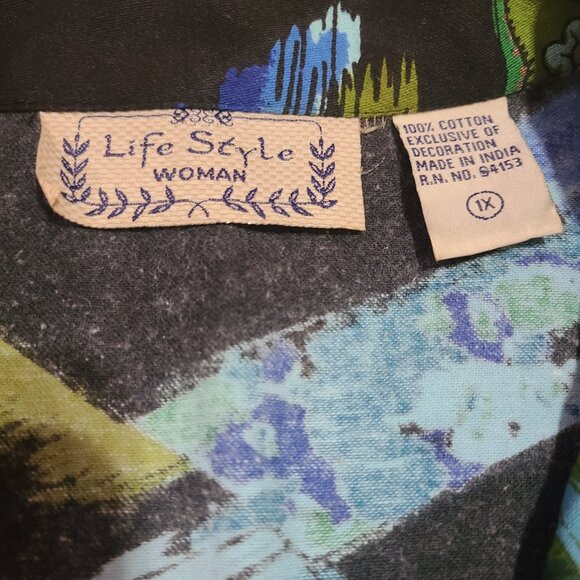 Life Style
WOMAN
100% COTTON
EXCLUSIVE OF
DECORATION
MADE IN INDIA
R.N. NO. 94153
1X